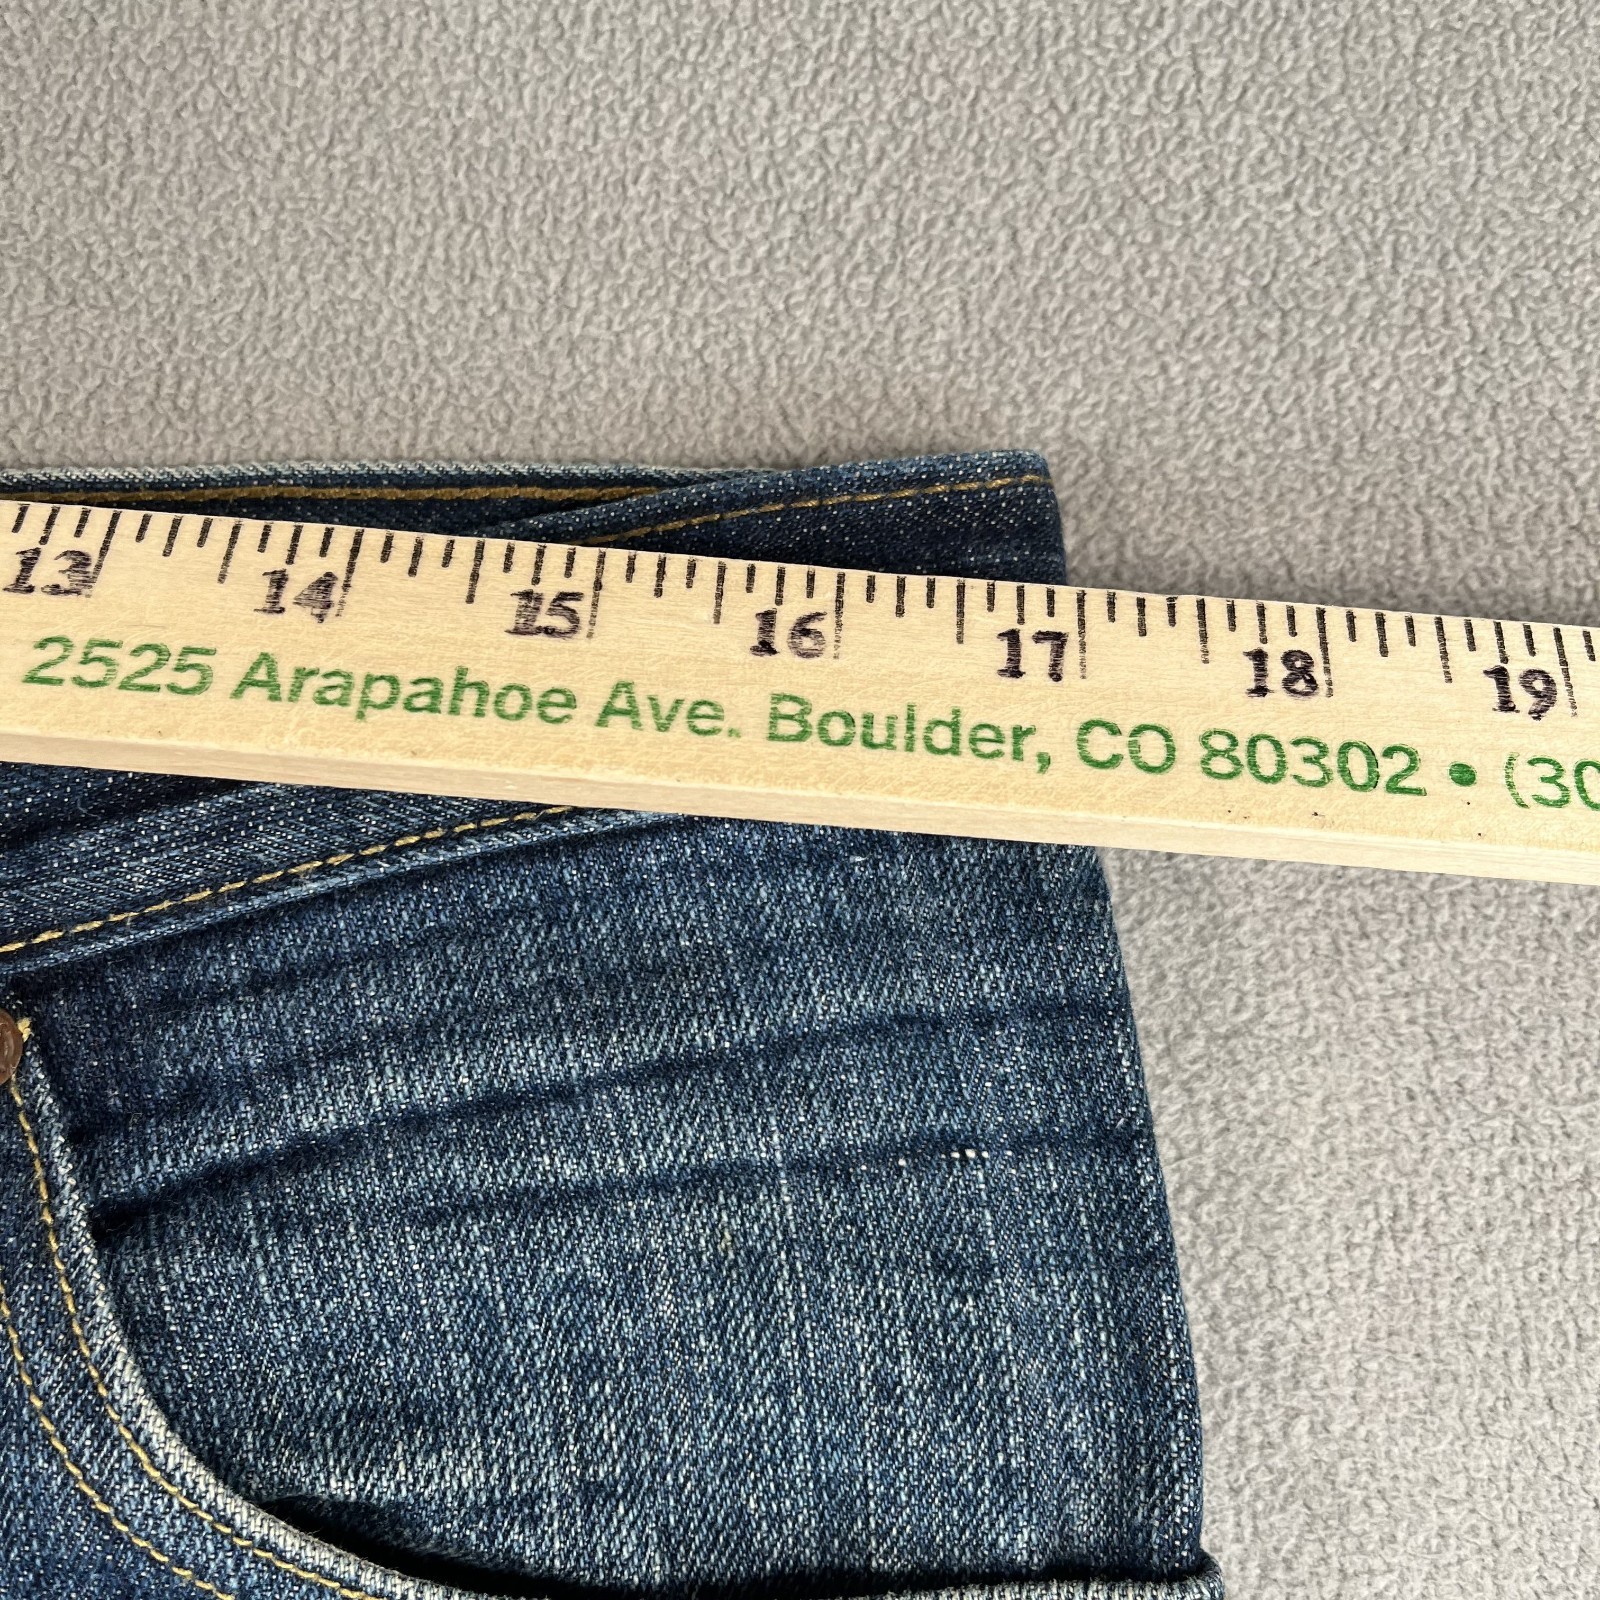 13 14 15 16 17 18 19
2525 Arapahoe Ave. Boulder, CO 80302 • (30